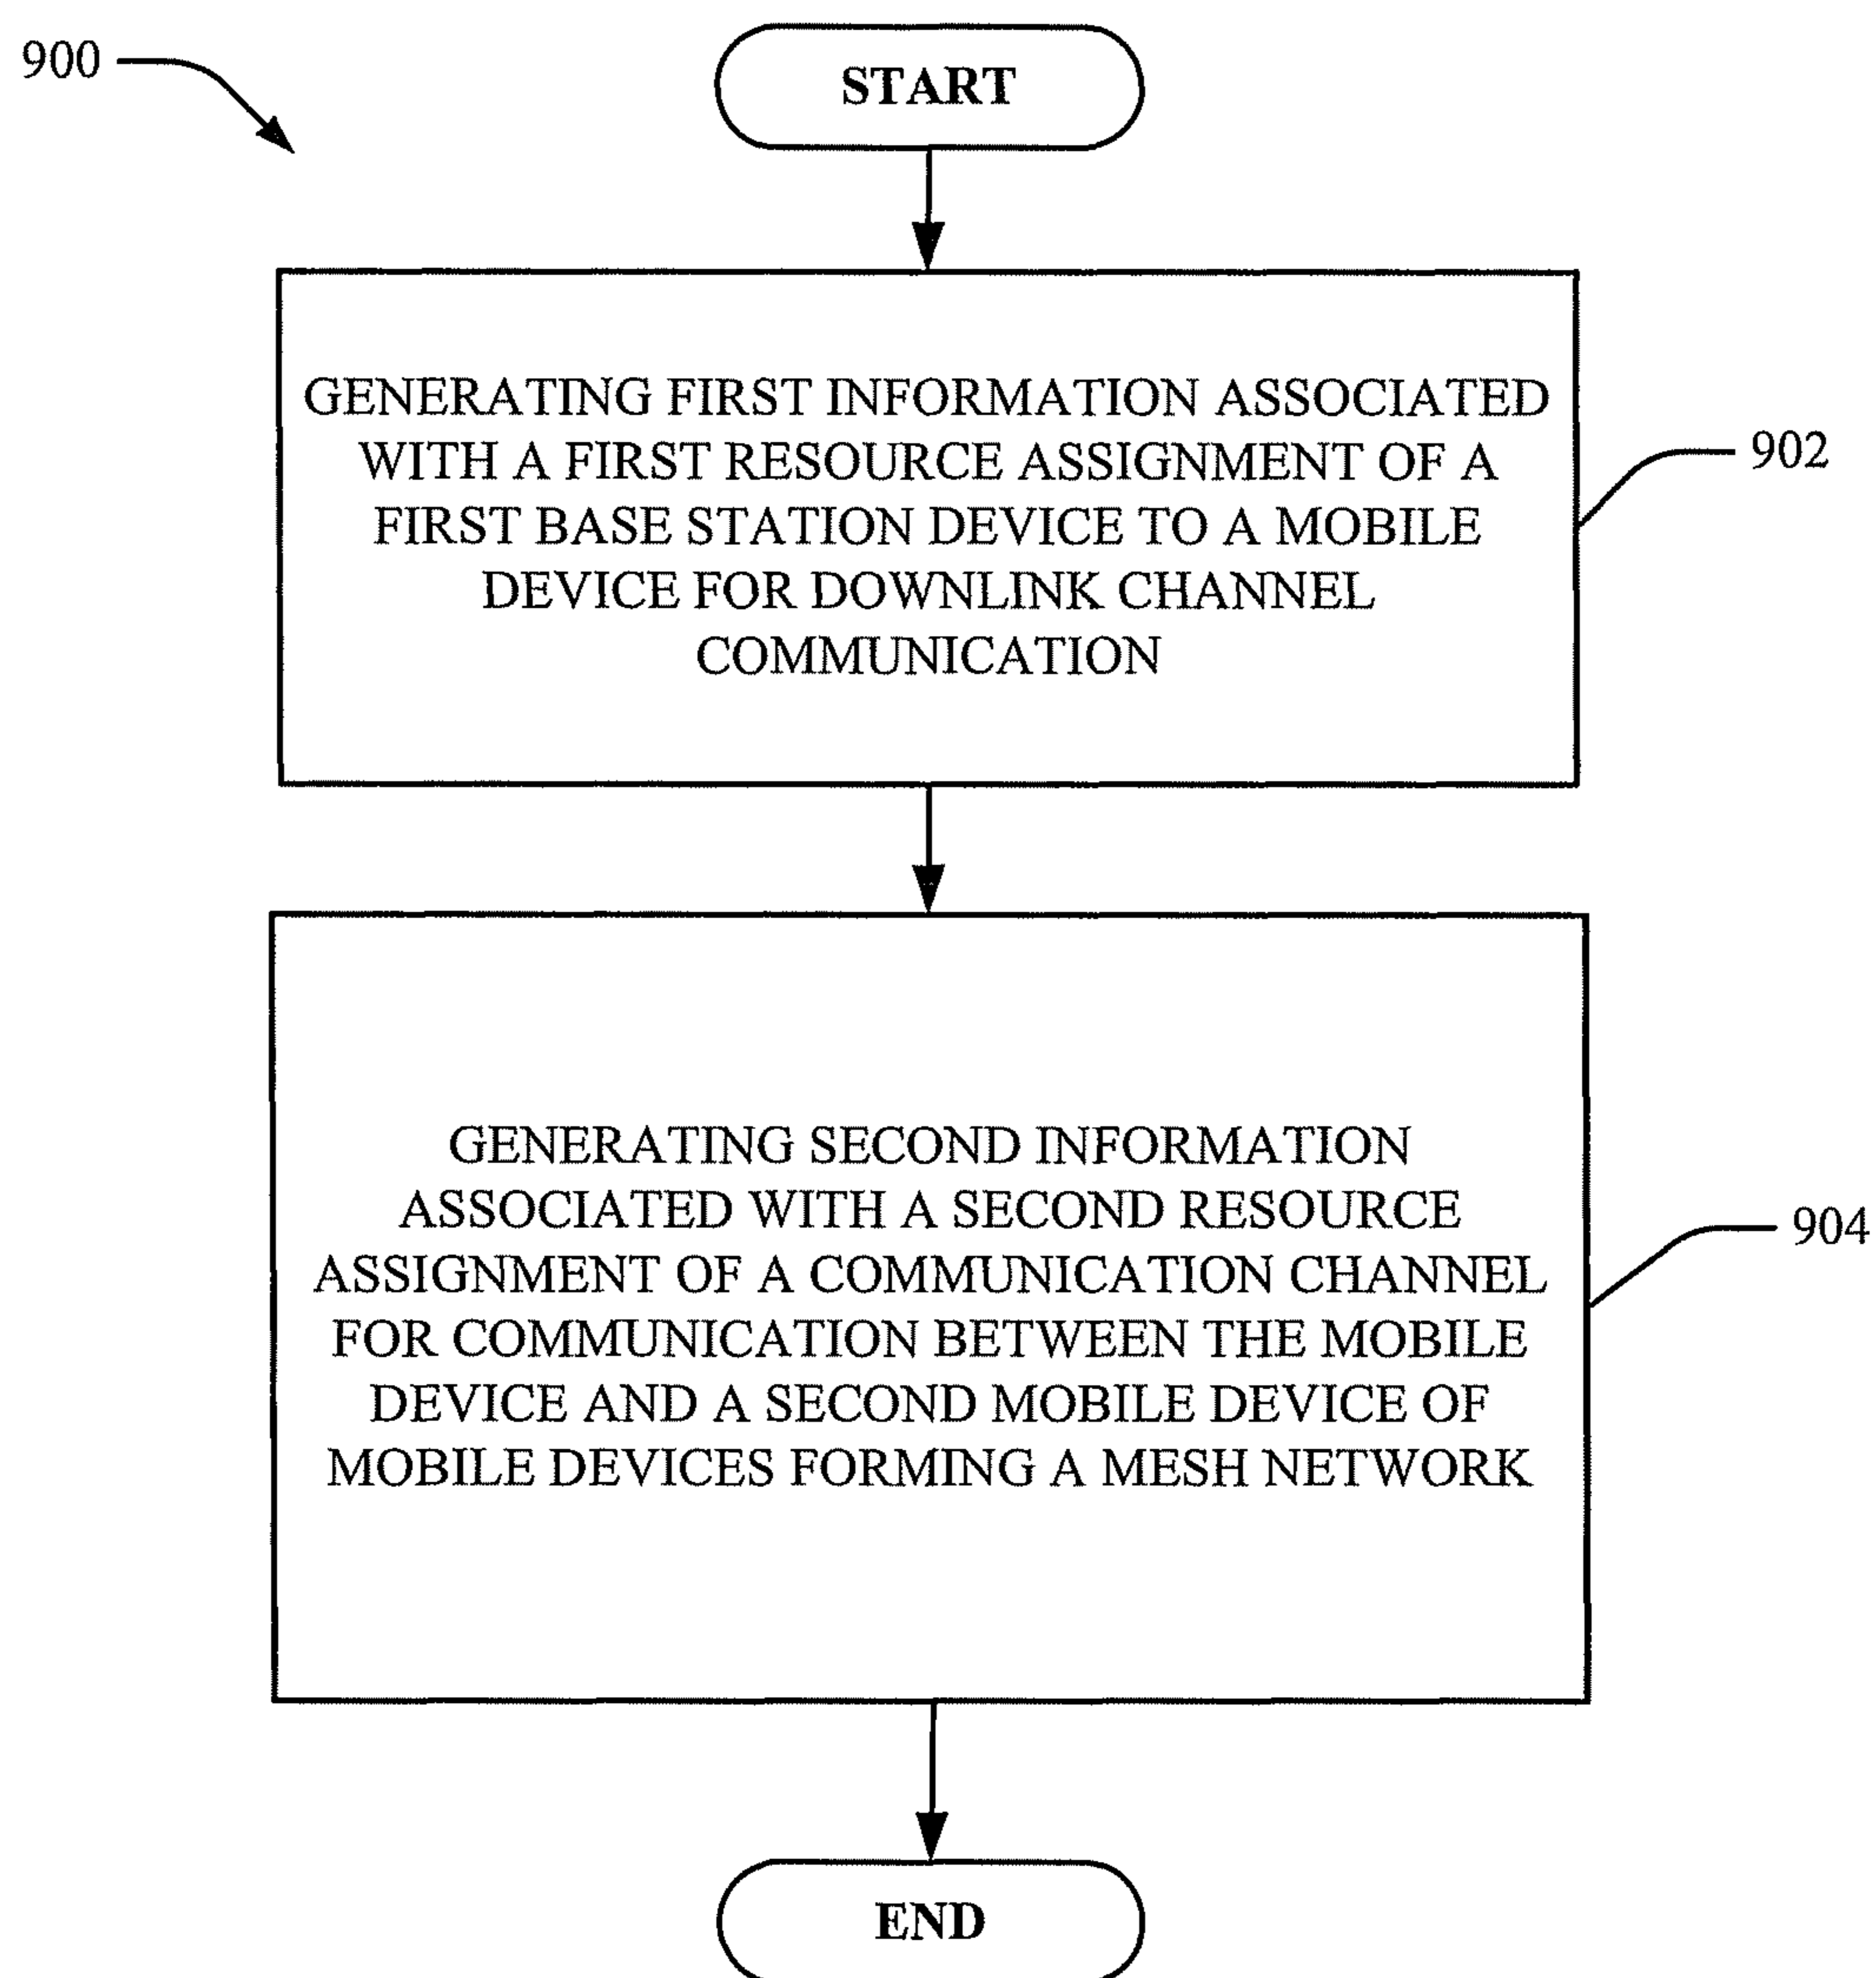 900
START
GENERATING FIRST INFORMATION ASSOCIATED
WITH A FIRST RESOURCE ASSIGNMENT OF A
FIRST BASE STATION DEVICE TO A MOBILE
DEVICE FOR DOWNLINK CHANNEL
COMMUNICATION
902
GENERATING SECOND INFORMATION
ASSOCIATED WITH A SECOND RESOURCE
ASSIGNMENT OF A COMMUNICATION CHANNEL
FOR COMMUNICATION BETWEEN THE MOBILE
DEVICE AND A SECOND MOBILE DEVICE OF
MOBILE DEVICES FORMING A MESH NETWORK
904
END